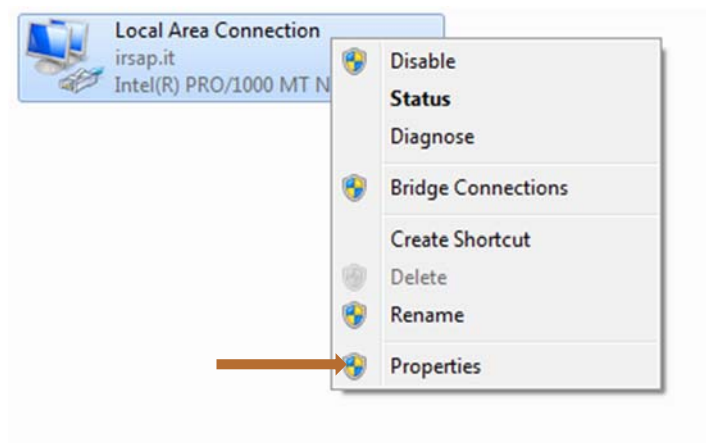 Local Area Connection
irsap.it
Intel(R) PRO/1000 MT N
Disable
Status
Diagnose
Bridge Connections
Create Shortcut
Delete
Rename
Properties